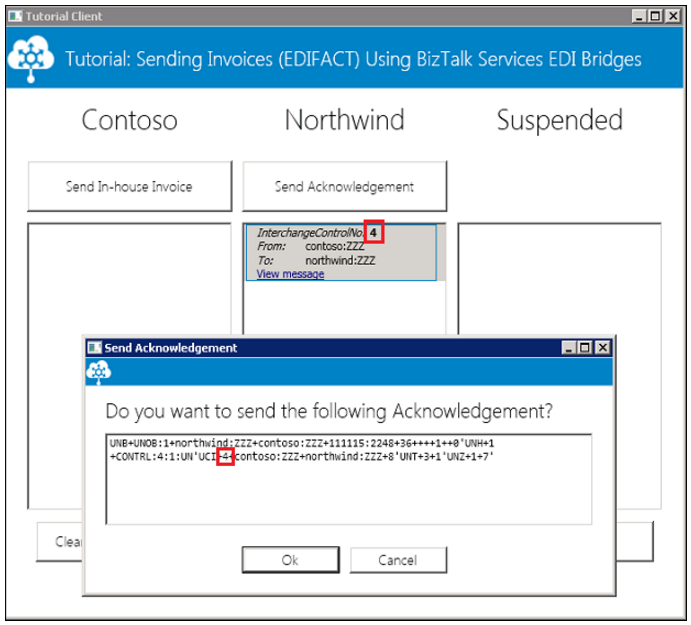 Tutorial Client
Tutorial: Sending Invoices (EDIFACT) Using BizTalk Services EDI Bridges
Contoso
Northwind
Suspended
Send In-house Invoice
Send Acknowledgement
InterchangeControlNo: 4
From: contoso:ZZZ
To: northwind:ZZZ
View message
Send Acknowledgement
Do you want to send the following Acknowledgement?
UNB+UNOB:1+northwind:ZZZ+contoso:ZZZ+111115:2248+36++++1++0'UNH+1
+CONTRL:4:1:UN'UCI+4+contoso:ZZZ+northwind:ZZZ+8'UNT+3+1'UNZ+1+7'
Ok
Cancel